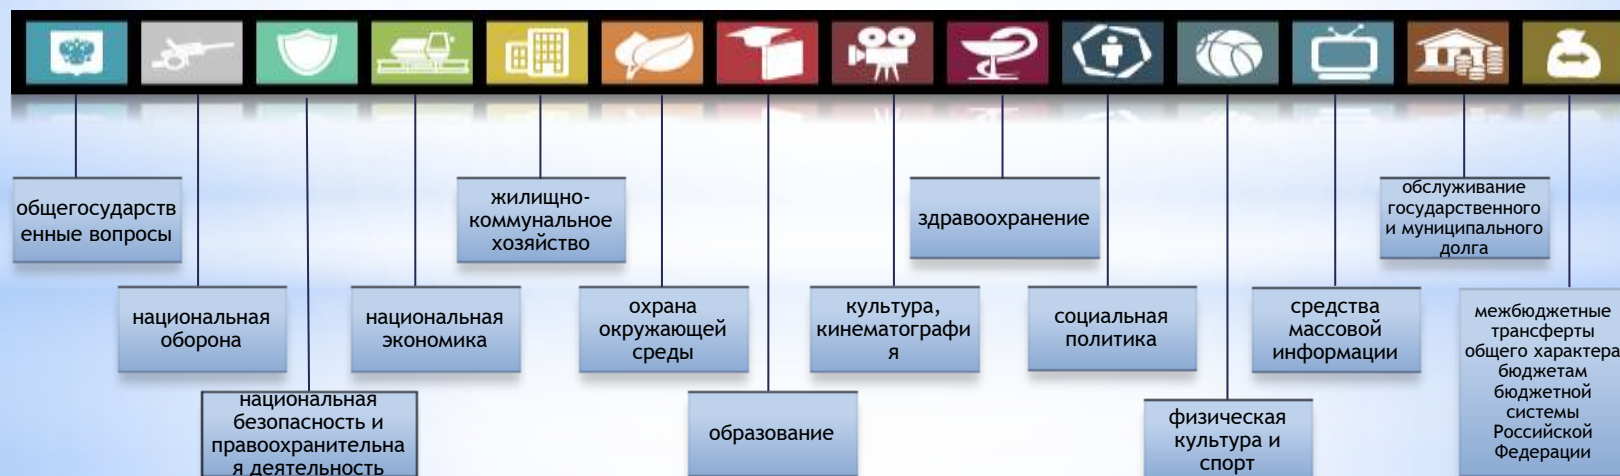 общегосударств
енные вопросы
национальная
оборона
национальная
безопасность и
правоохранительна
я деятельность
национальная
экономика
жилищно-
коммунальное
хозяйство
охрана
окружающей
среды
образование
культура,
кинематографи
я
здравоохранение
социальная
политика
физическая
культура и
спорт
средства
массовой
информации
обслуживание
государственного
и муниципального
долга
межбюджетные
трансферты
общего характера
бюджетам
бюджетной
системы
Российской
Федерации